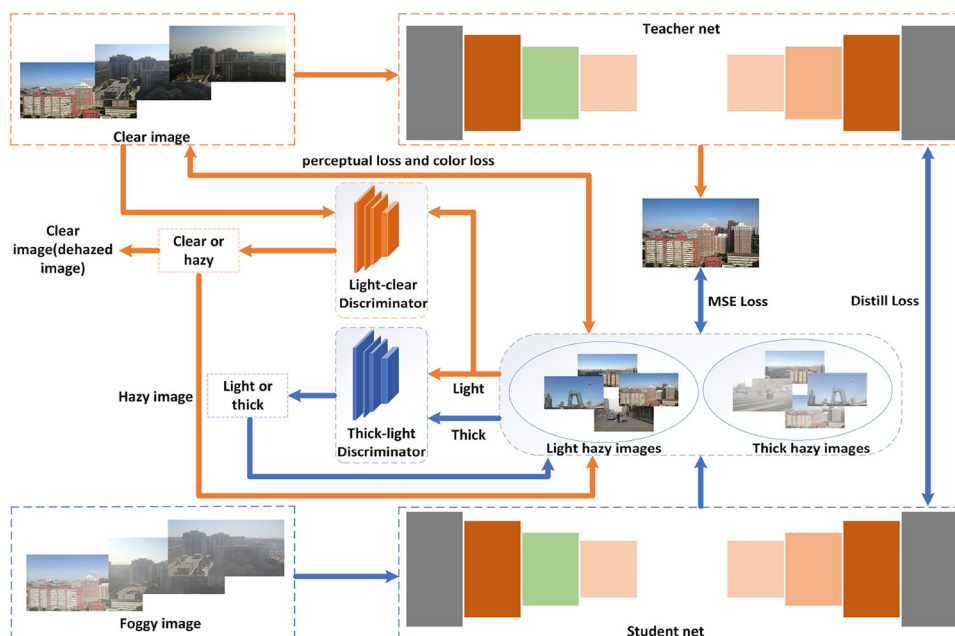 Teacher net
Clear image
perceptual loss and color loss
Clear
image(dehazed
image)
Clear or
hazy
Light-clear
Discriminator
MSE Loss
Distill Loss
Hazy image
Light or
thick
Light
Thick
Thick-light
Discriminator
Light hazy images
Thick hazy images
Foggy image
Student net